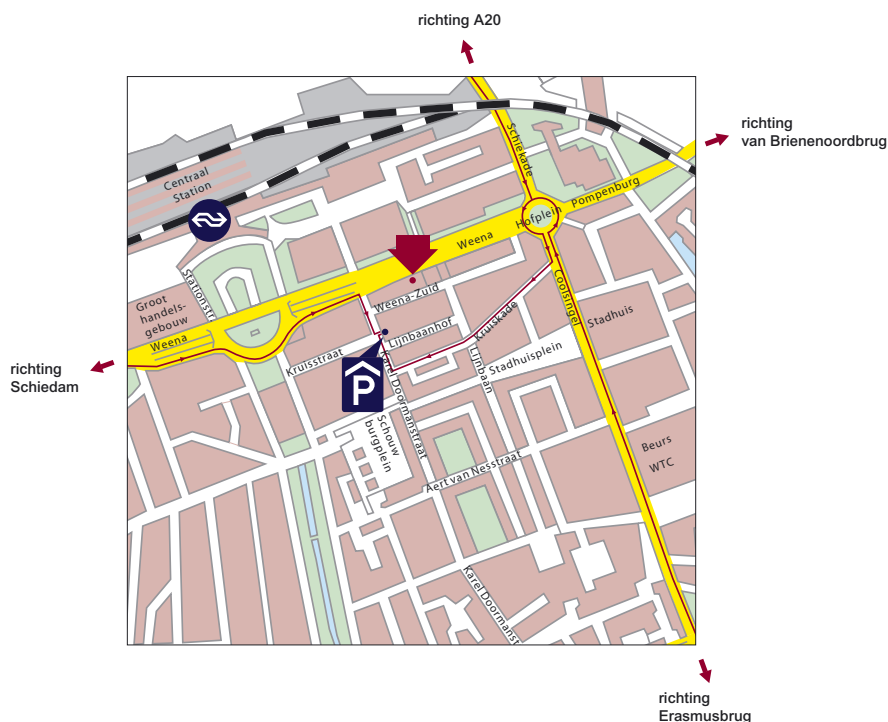 richting A20
richting
van Brienenoordbrug
Schiekade
Centraal
Station
Pompenburg
Hofplein
Weena
Stationstr.
Weena-Zuid
Coolsingel
Groot
handels-
gebouw
Weena
Lijnbaanhof
Kruiskade
Stadhuis
Kruisstraat
Lijnbaan
Stadhuisplein
richting
Schiedam
P
Karel Doormanstraat
Schouw
burgplein
Beurs
WTC
Aert van Nesstraat
Karel Doormanst
richting
Erasmusbrug